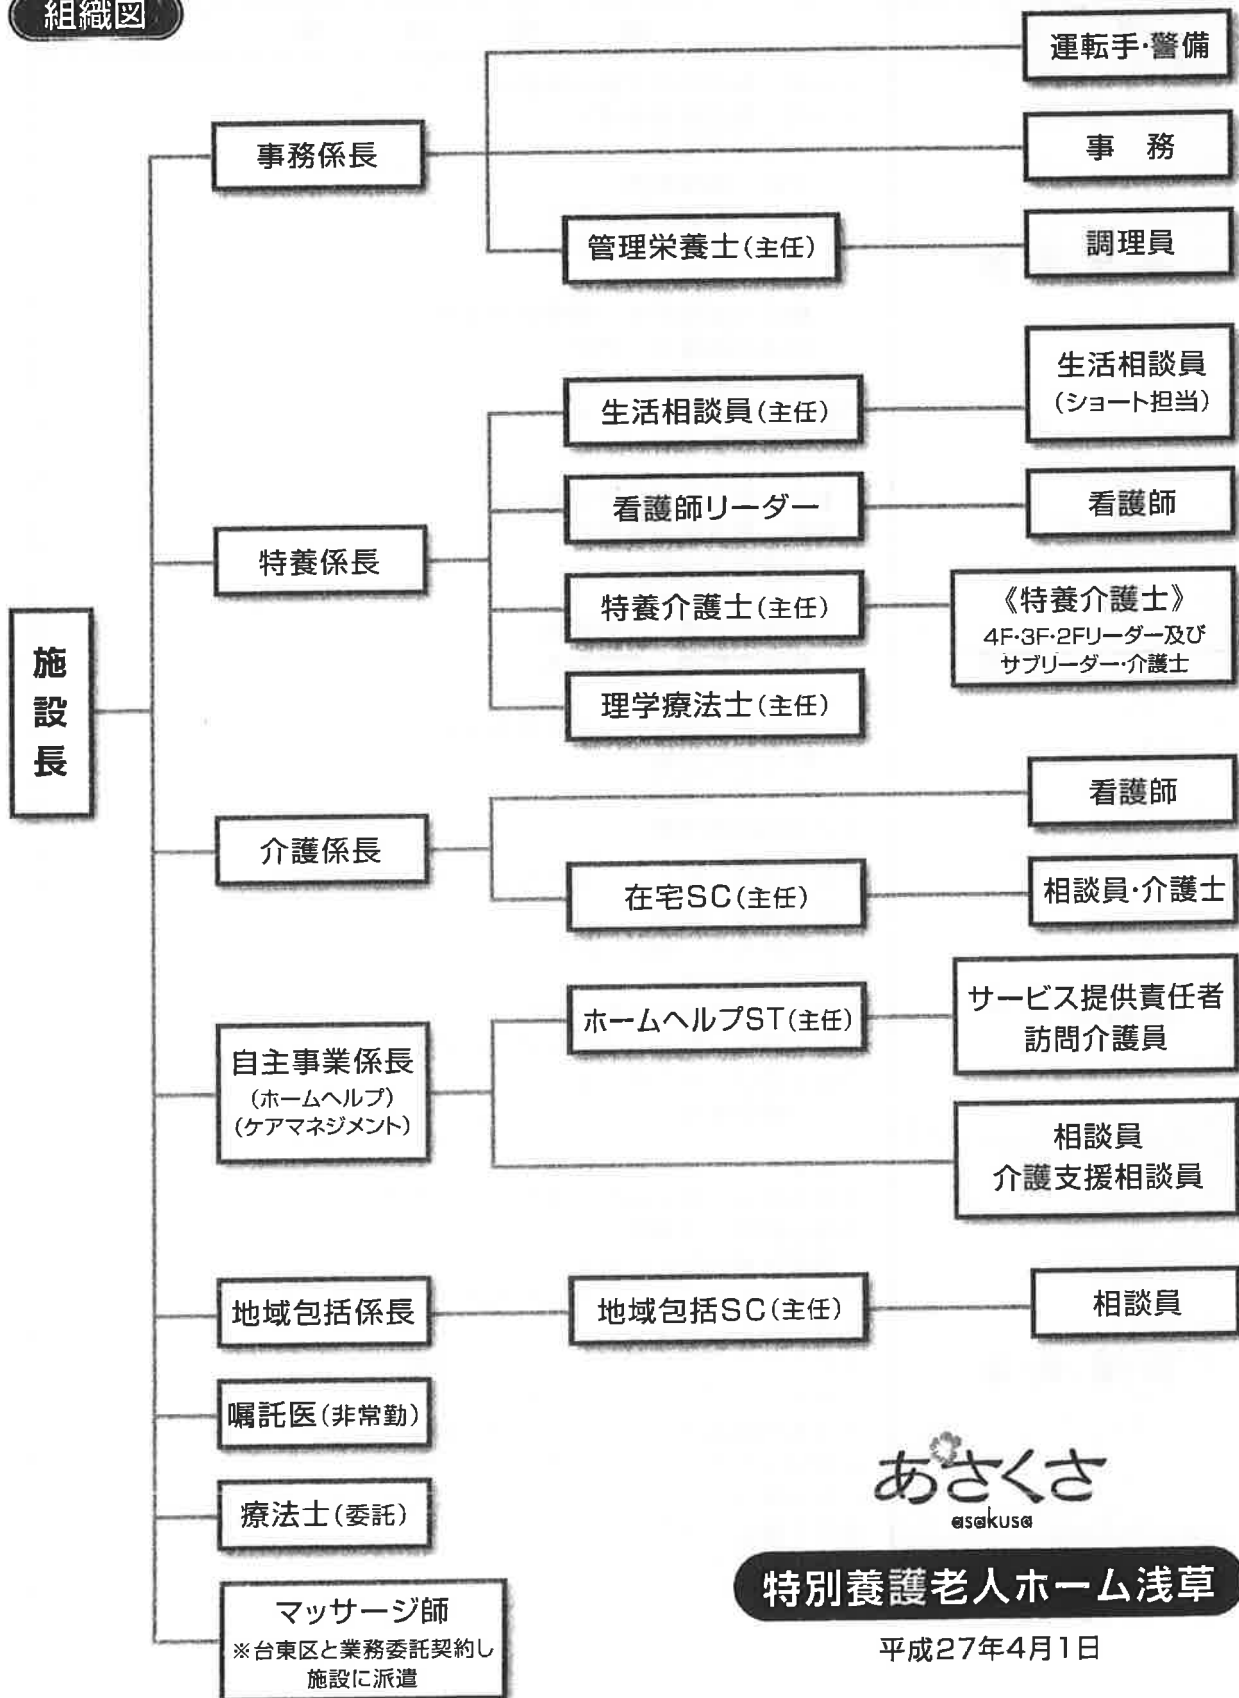 組織図
運転手・警備
事務係長
事　務
管理栄養士(主任)
調理員
生活相談員(主任)
生活相談員
(ショート担当)
看護師リーダー
看護師
特養係長
特養介護士(主任)
《特養介護士》
4F・3F・2Fリーダー及び
サブリーダー・介護士
理学療法士(主任)
施
設
長
看護師
介護係長
在宅SC(主任)
相談員・介護士
ホームヘルプST(主任)
サービス提供責任者
訪問介護員
自主事業係長
(ホームヘルプ)
(ケアマネジメント)
相談員
介護支援相談員
地域包括係長
地域包括SC(主任)
相談員
嘱託医(非常勤)
療法士(委託)
マッサージ師
※台東区と業務委託契約し
施設に派遣
あさくさ
asakusa
特別養護老人ホーム浅草
平成27年4月1日